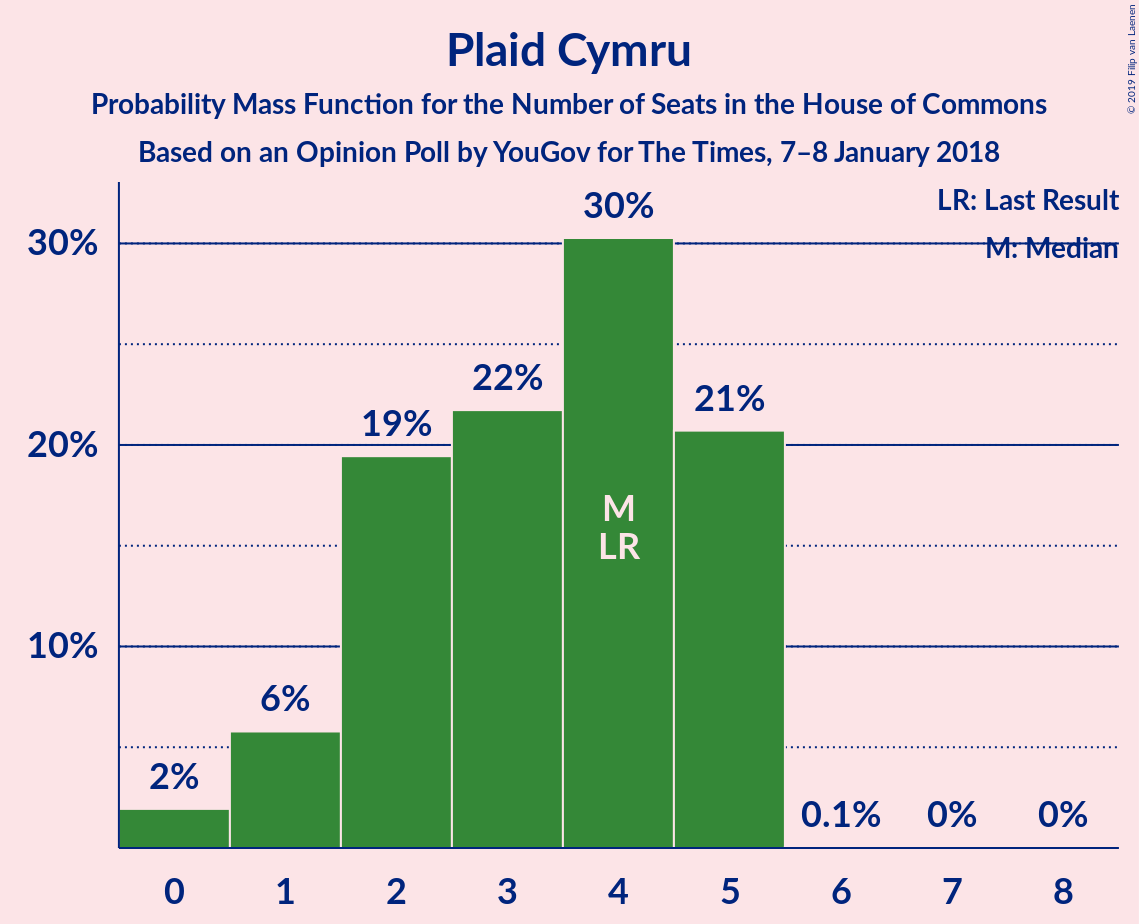 Plaid Cymru
Probability Mass Function for the Number of Seats in the House of Commons
Based on an Opinion Poll by YouGov for The Times, 7–8 January 2018
© 2019 Filip van Laenen
LR: Last Result
M: Median
30%
20%
10%
2%
6%
19%
22%
30%
21%
0.1%
0%
0%
M
LR
0 1 2 3 4 5 6 7 8